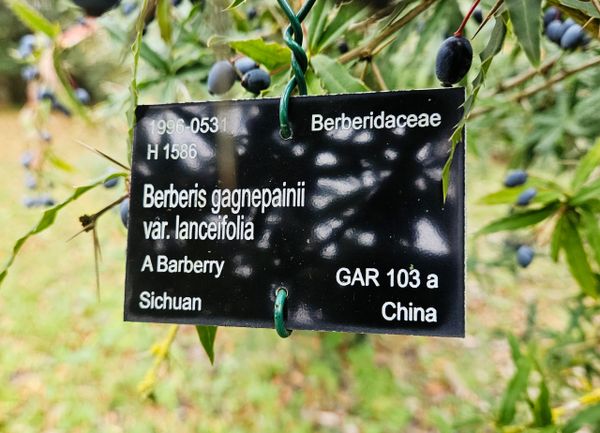 1996-0531 Berberidaceae
H 1586
Berberis gagnepainii
var. lanceifolia
A Barberry
GAR 103 a
Sichuan
China